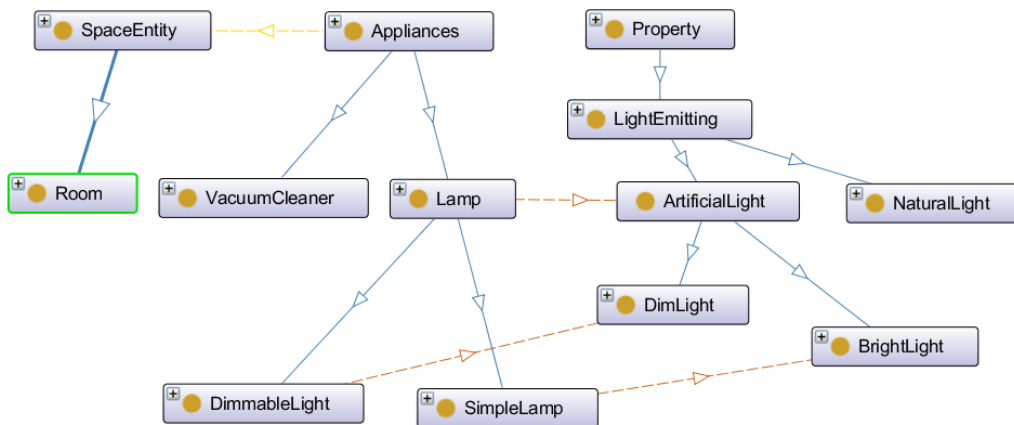 SpaceEntity
Appliances
Property
LightEmitting
Room
VacuumCleaner
Lamp
ArtificialLight
NaturalLight
DimLight
BrightLight
DimmableLight
SimpleLamp